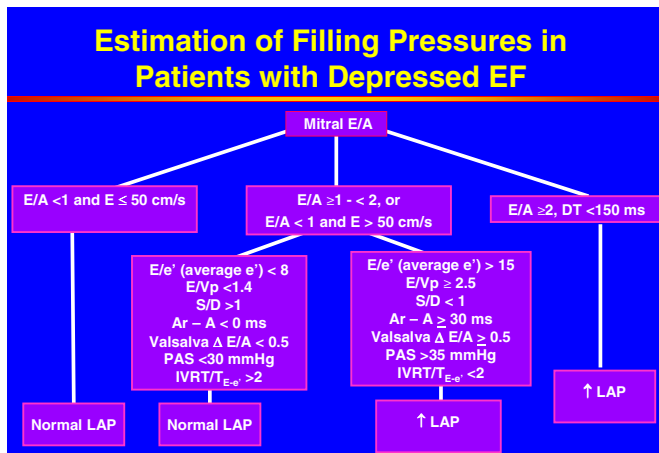 Estimation of Filling Pressures in
Patients with Depressed EF
Mitral E/A
E/A <1 and E ≤ 50 cm/s
E/A ≥1 - < 2, or
E/A < 1 and E > 50 cm/s
E/A ≥2, DT <150 ms
E/e’ (average e’) < 8
E/Vp <1.4
S/D >1
Ar – A < 0 ms
Valsalva Δ E/A < 0.5
PAS <30 mmHg
IVRT/TE-e’ >2
E/e’ (average e’) > 15
E/Vp ≥ 2.5
S/D < 1
Ar – A ≥ 30 ms
Valsalva Δ E/A ≥ 0.5
PAS >35 mmHg
IVRT/TE-e’ <2
Normal LAP
Normal LAP
↑ LAP
↑ LAP